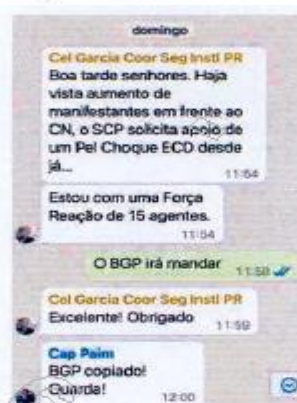 domingo
Cel Garcia Coor Seg Instl PR
Boa tarde senhores. Haja
vista aumento de
manifestantes em frente ao
CN, o SCP solicita apoio de
um Pel Choque ECD desde
já...
11:54
Estou com uma Força
Reação de 15 agentes.
11:54
O BGP irá mandar 11:58
Cel Garcia Coor Seg Instl PR
Excelente! Obrigado 11:59
Cap Paim
BGP copiado!
Guarda! 12:00